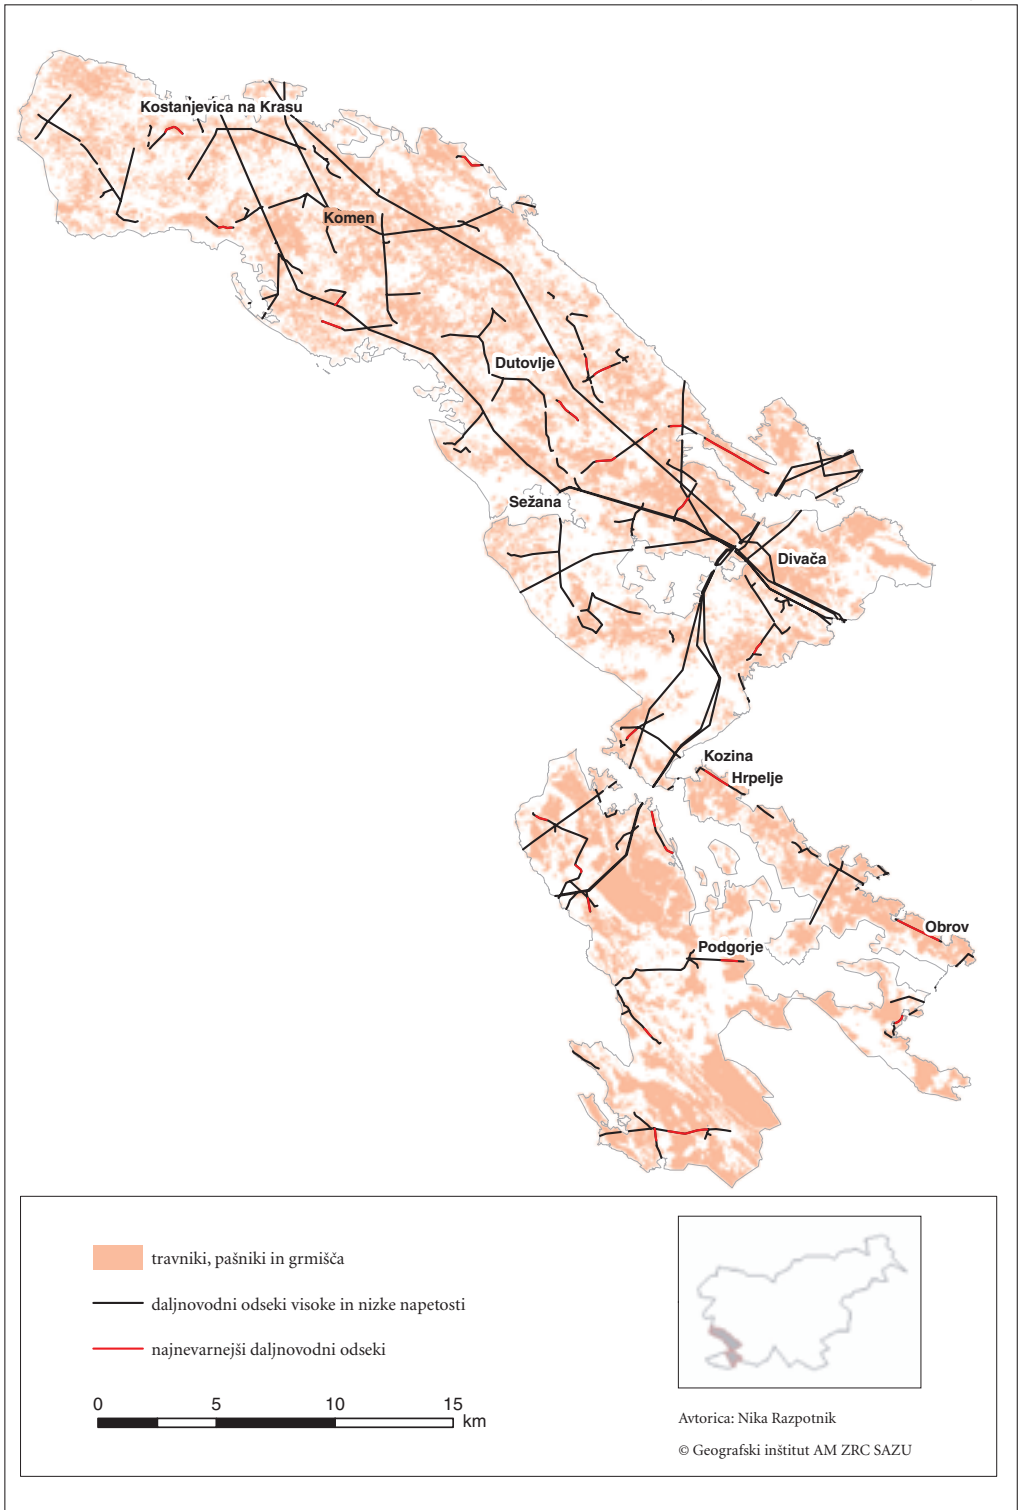 Kostanjevica na Krasu
Komen
Dutovlje
Sežana
Divača
Kozina
Hrpelje
Obrov
Podgorje
travniki, pašniki in grmišča
daljnovodni odseki visoke in nizke napetosti
najnevarnejši daljnovodni odseki
0 5 10 15
km
Avtorica: Nika Razpotnik
© Geografski inštitut AM ZRC SAZU